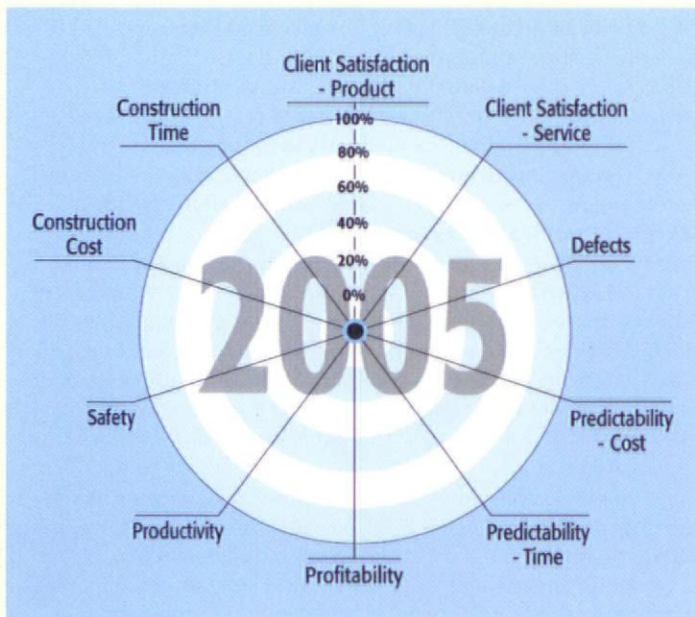 Client Satisfaction
- Product
Construction
Time
Client Satisfaction
- Service
100%
80%
60%
40%
20%
0%
Construction
Cost
Defects
2005
Safety
Predictability
- Cost
Productivity
Predictability
- Time
Profitability